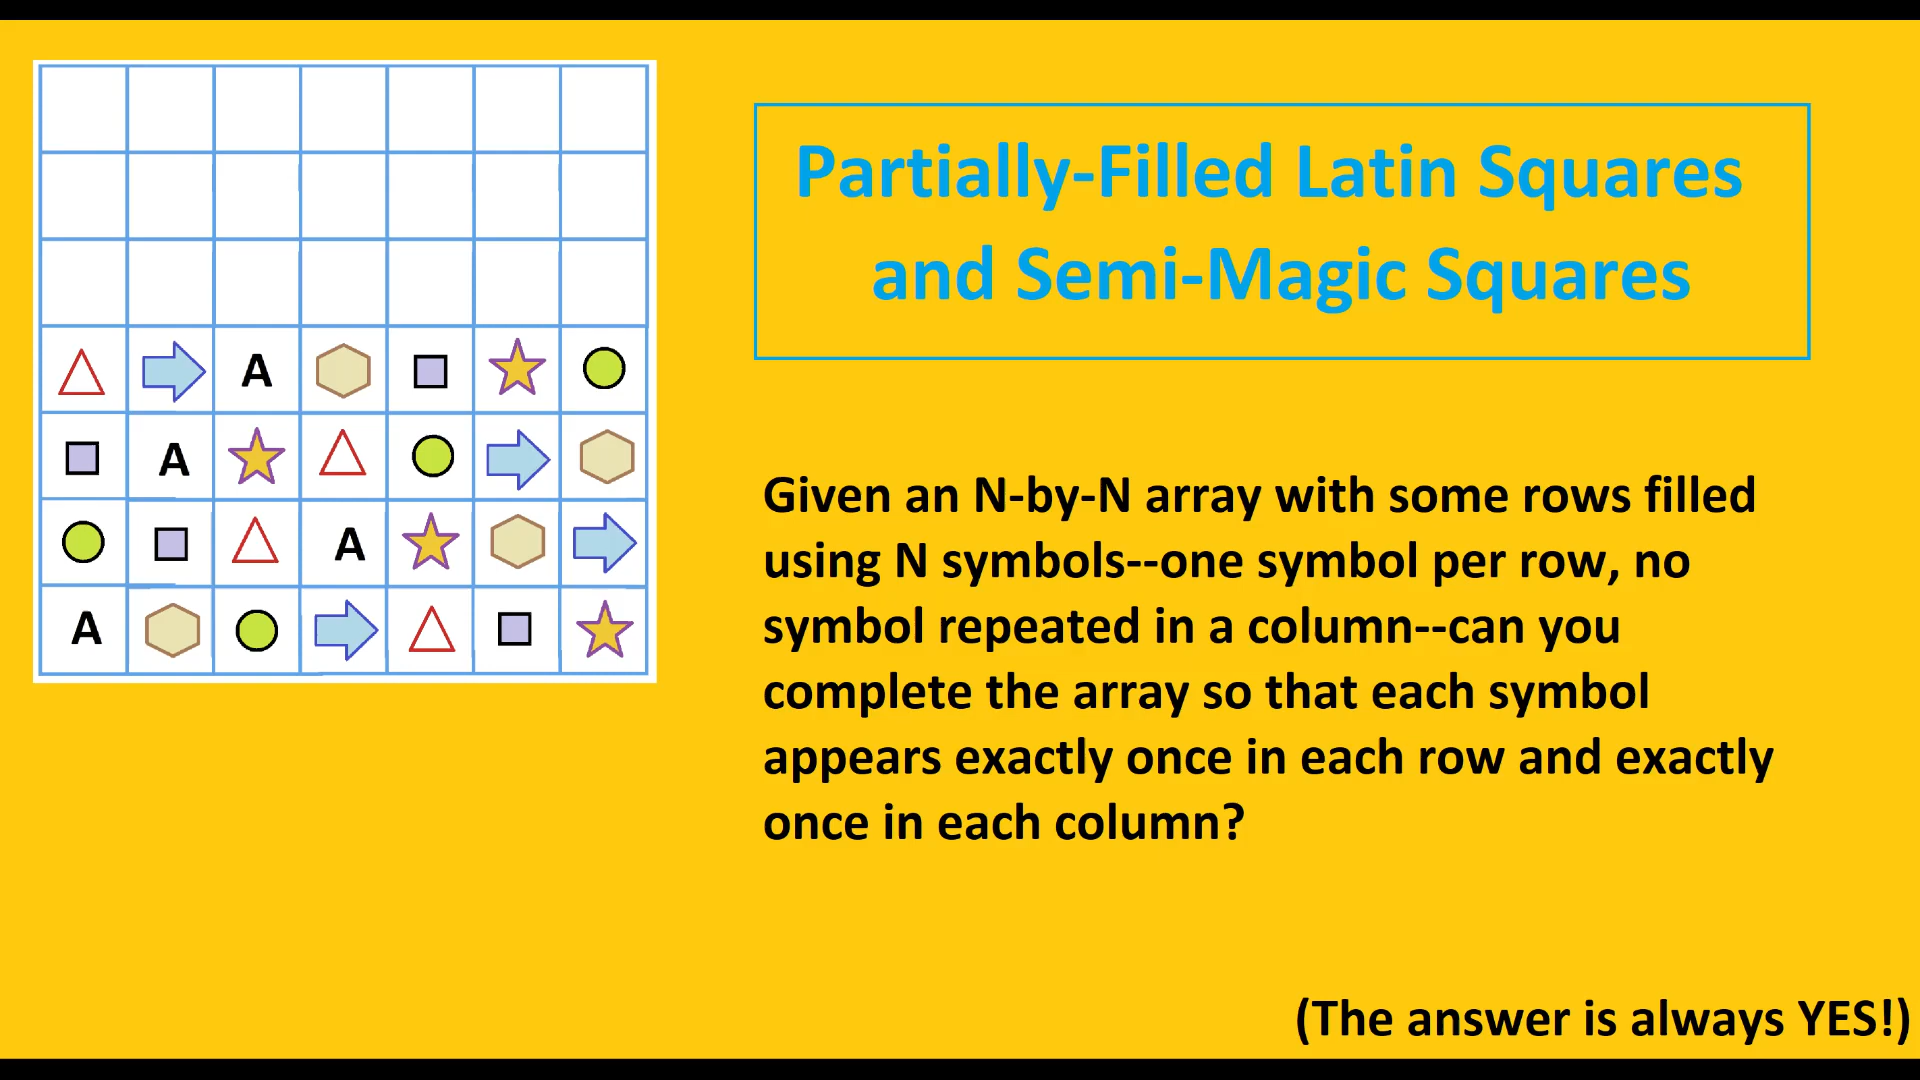 Partially-Filled Latin Squares
and Semi-Magic Squares
A
A
A
A
Given an N-by-N array with some rows filled
using N symbols--one symbol per row, no
symbol repeated in a column--can you
complete the array so that each symbol
appears exactly once in each row and exactly
once in each column?
(The answer is always YES!)